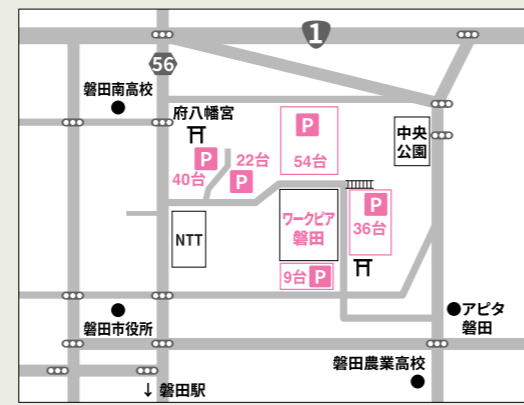 1
56
磐田南高校
府八幡宮
P
中央
公園
P
22台
54台
40台
P
ワークピア
磐田
P
36台
NTT
9台 P
アピタ
磐田
磐田市役所
磐田農業高校
↓ 磐田駅